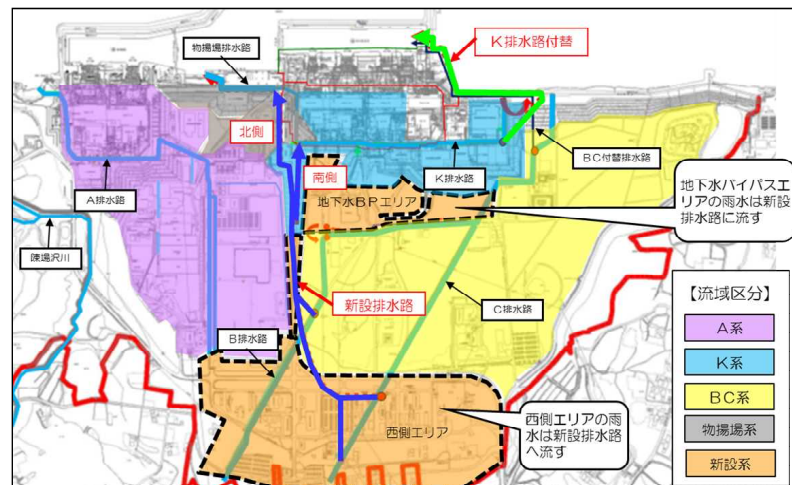 物揚場排水路
K排水路付替
北側
BC付替排水路
A排水路
南側
K排水路
地下水BPエリア
地下水バイパスエ
リアの雨水は新設
排水路に流す
陳場沢川
新設排水路
C排水路
B排水路
【流域区分】
A系
K系
BC系
物揚場系
新設系
西側エリア
西側エリアの雨
水は新設排水路
へ流す